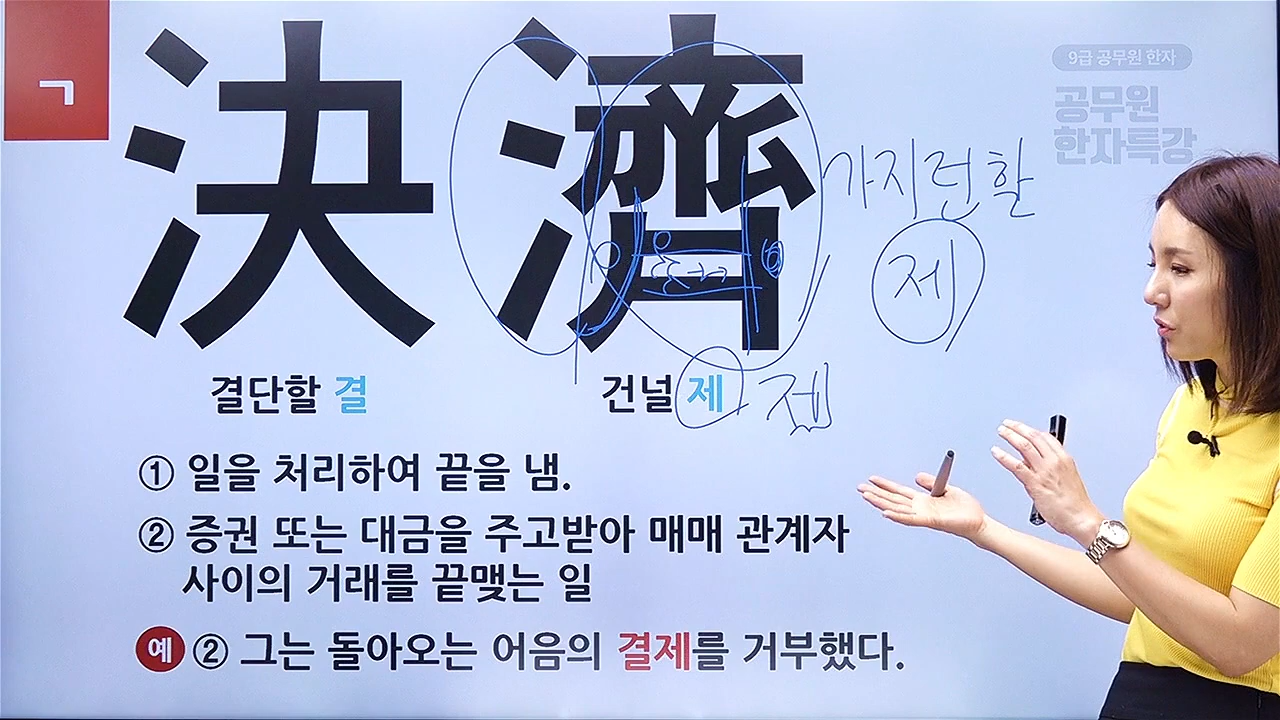 ㄱ
決濟
9급 공무원 한자
공무원
한자특강
가지런할
제
결단할 결
건널 제
제
① 일을 처리하여 끝을 냄.
② 증권 또는 대금을 주고받아 매매 관계자
사이의 거래를 끝맺는 일
예 ② 그는 돌아오는 어음의 결제를 거부했다.